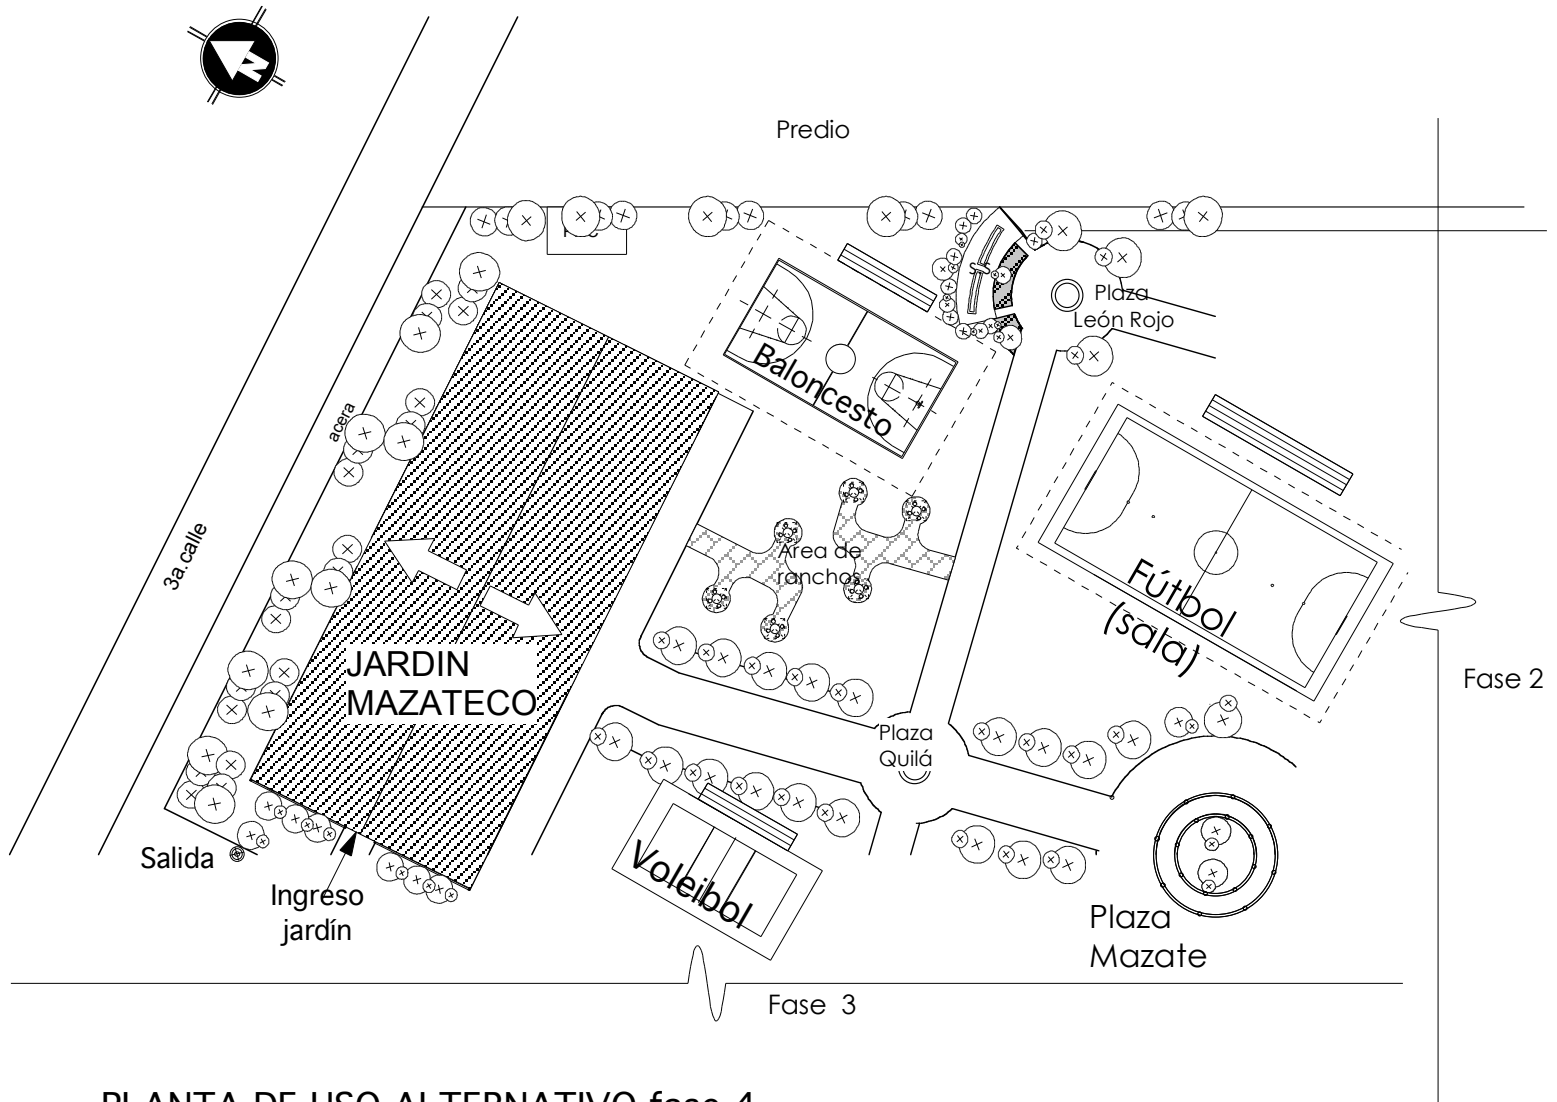 N
Predio
Plaza
León Rojo
Baloncesto
acera
3a.calle
Area de
ranchos
Fútbol
(sala)
JARDIN
MAZATECO
Fase 2
Plaza
Quilá
Salida
Ingreso
jardín
Voleibol
Plaza
Mazate
Fase 3
PLANTA DE USO ALTERNATIVO fase 4